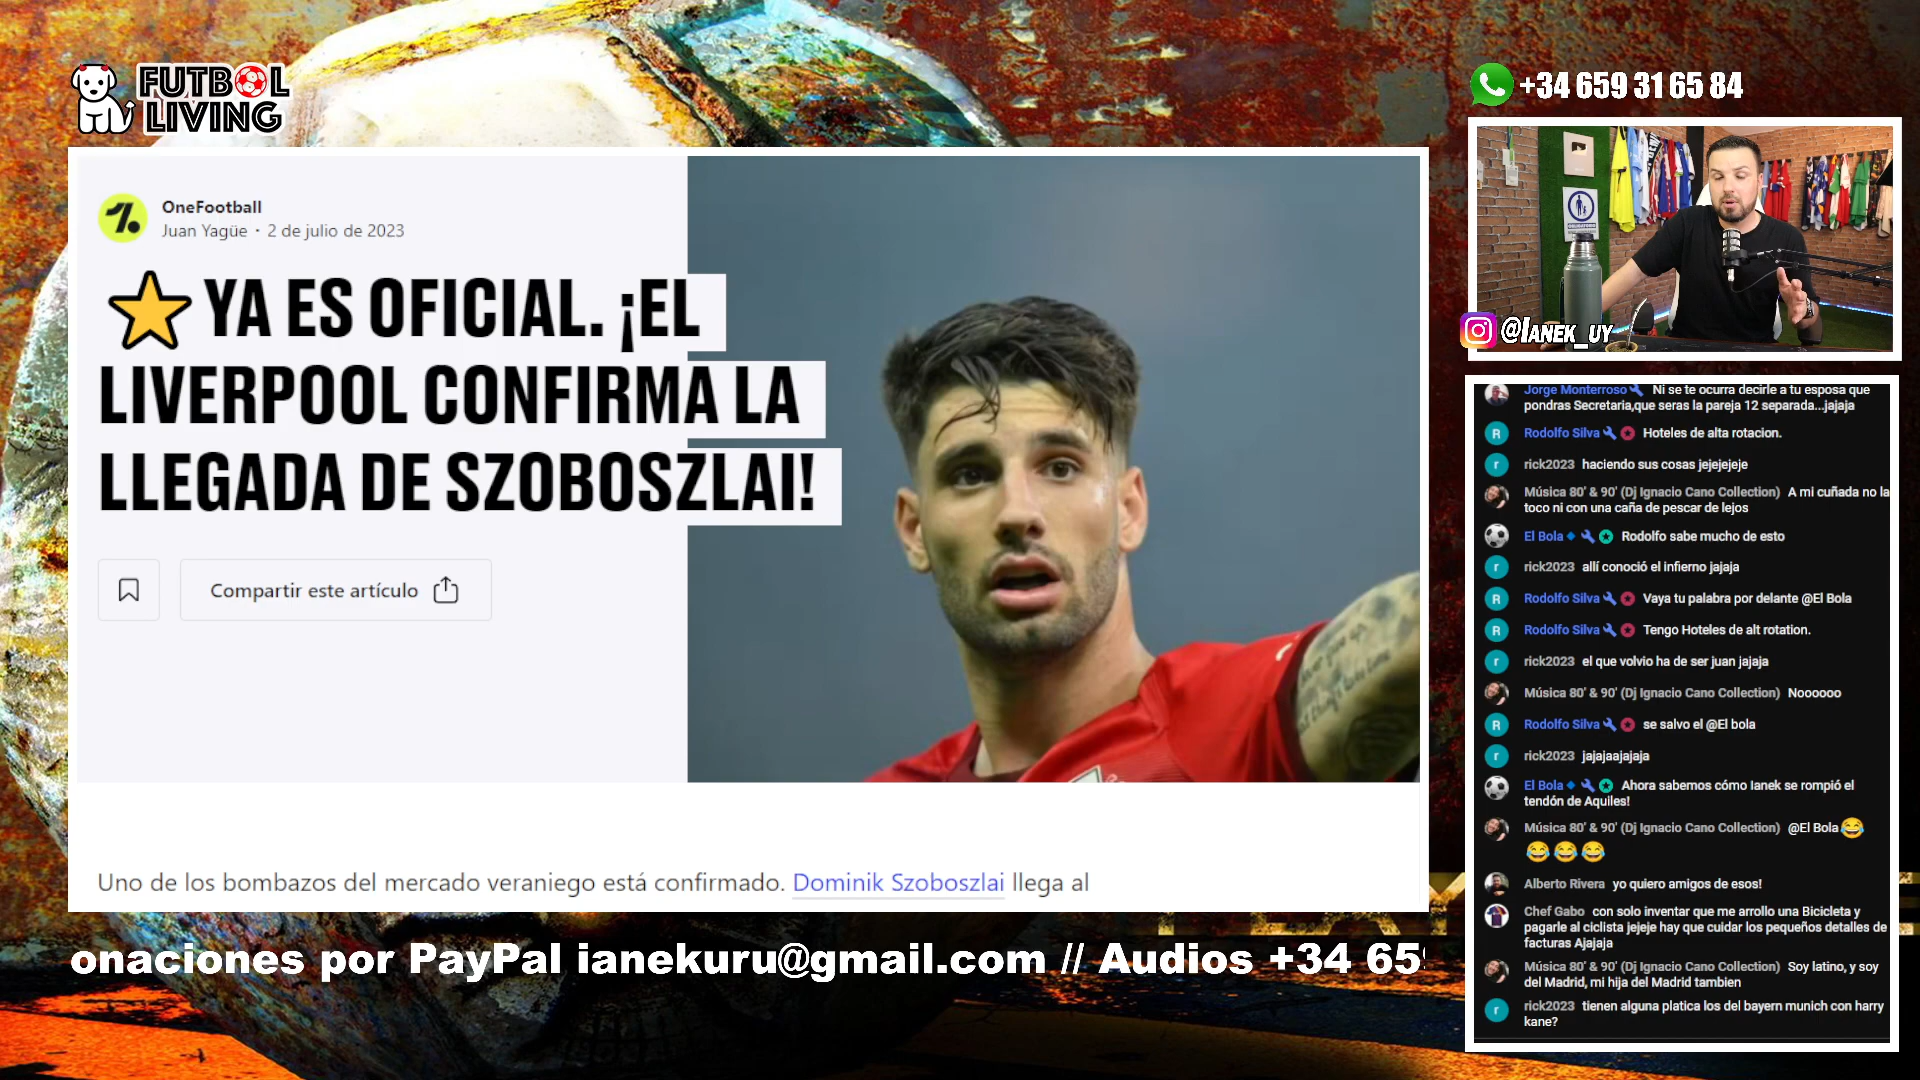 FUTBOL
LIVING
+34 659 31 65 84
OneFootball
Juan Yagüe · 2 de julio de 2023
YA ES OFICIAL. ¡EL
LIVERPOOL CONFIRMA LA
LLEGADA DE SZOBOSZLAI!
Compartir este artículo
Uno de los bombazos del mercado veraniego está confirmado. Dominik Szoboszlai llega al
onaciones por PayPal ianekuru@gmail.com // Audios +34 65
@IANEK_UY
Jorge Monterroso Ni se te ocurra decirle a tu esposa que
pondras Secretaria,que seras la pareja 12 separada...jajaja
R Rodolfo Silva Hoteles de alta rotacion.
r rick2023 haciendo sus cosas jejejeje
Música 80' & 90' (Dj Ignacio Cano Collection) A mi cuñada no la
toco ni con una caña de pescar de lejos
El Bola Rodolfo sabe mucho de esto
r rick2023 allí conoció el infierno jajaja
R Rodolfo Silva Vaya tu palabra por delante @El Bola
R Rodolfo Silva Tengo Hoteles de alt rotation.
r rick2023 el que volvio ha de ser juan jajaja
Música 80' & 90' (Dj Ignacio Cano Collection) Noooooo
R Rodolfo Silva se salvo el @El bola
r rick2023 jajajaajajaja
El Bola Ahora sabemos cómo Ianek se rompió el
tendón de Aquiles!
Música 80' & 90' (Dj Ignacio Cano Collection) @El Bola😂
😂😂😂
Alberto Rivera yo quiero amigos de esos!
Chef Gabo con solo inventar que me arrollo una Bicicleta y
pagarle al ciclista jejeje hay que cuidar los pequeños detalles de
facturas Ajajaja
Música 80' & 90' (Dj Ignacio Cano Collection) Soy latino, y soy
del Madrid, mi hija del Madrid tambien
r rick2023 tienen alguna platica los del bayern munich con harry
kane?